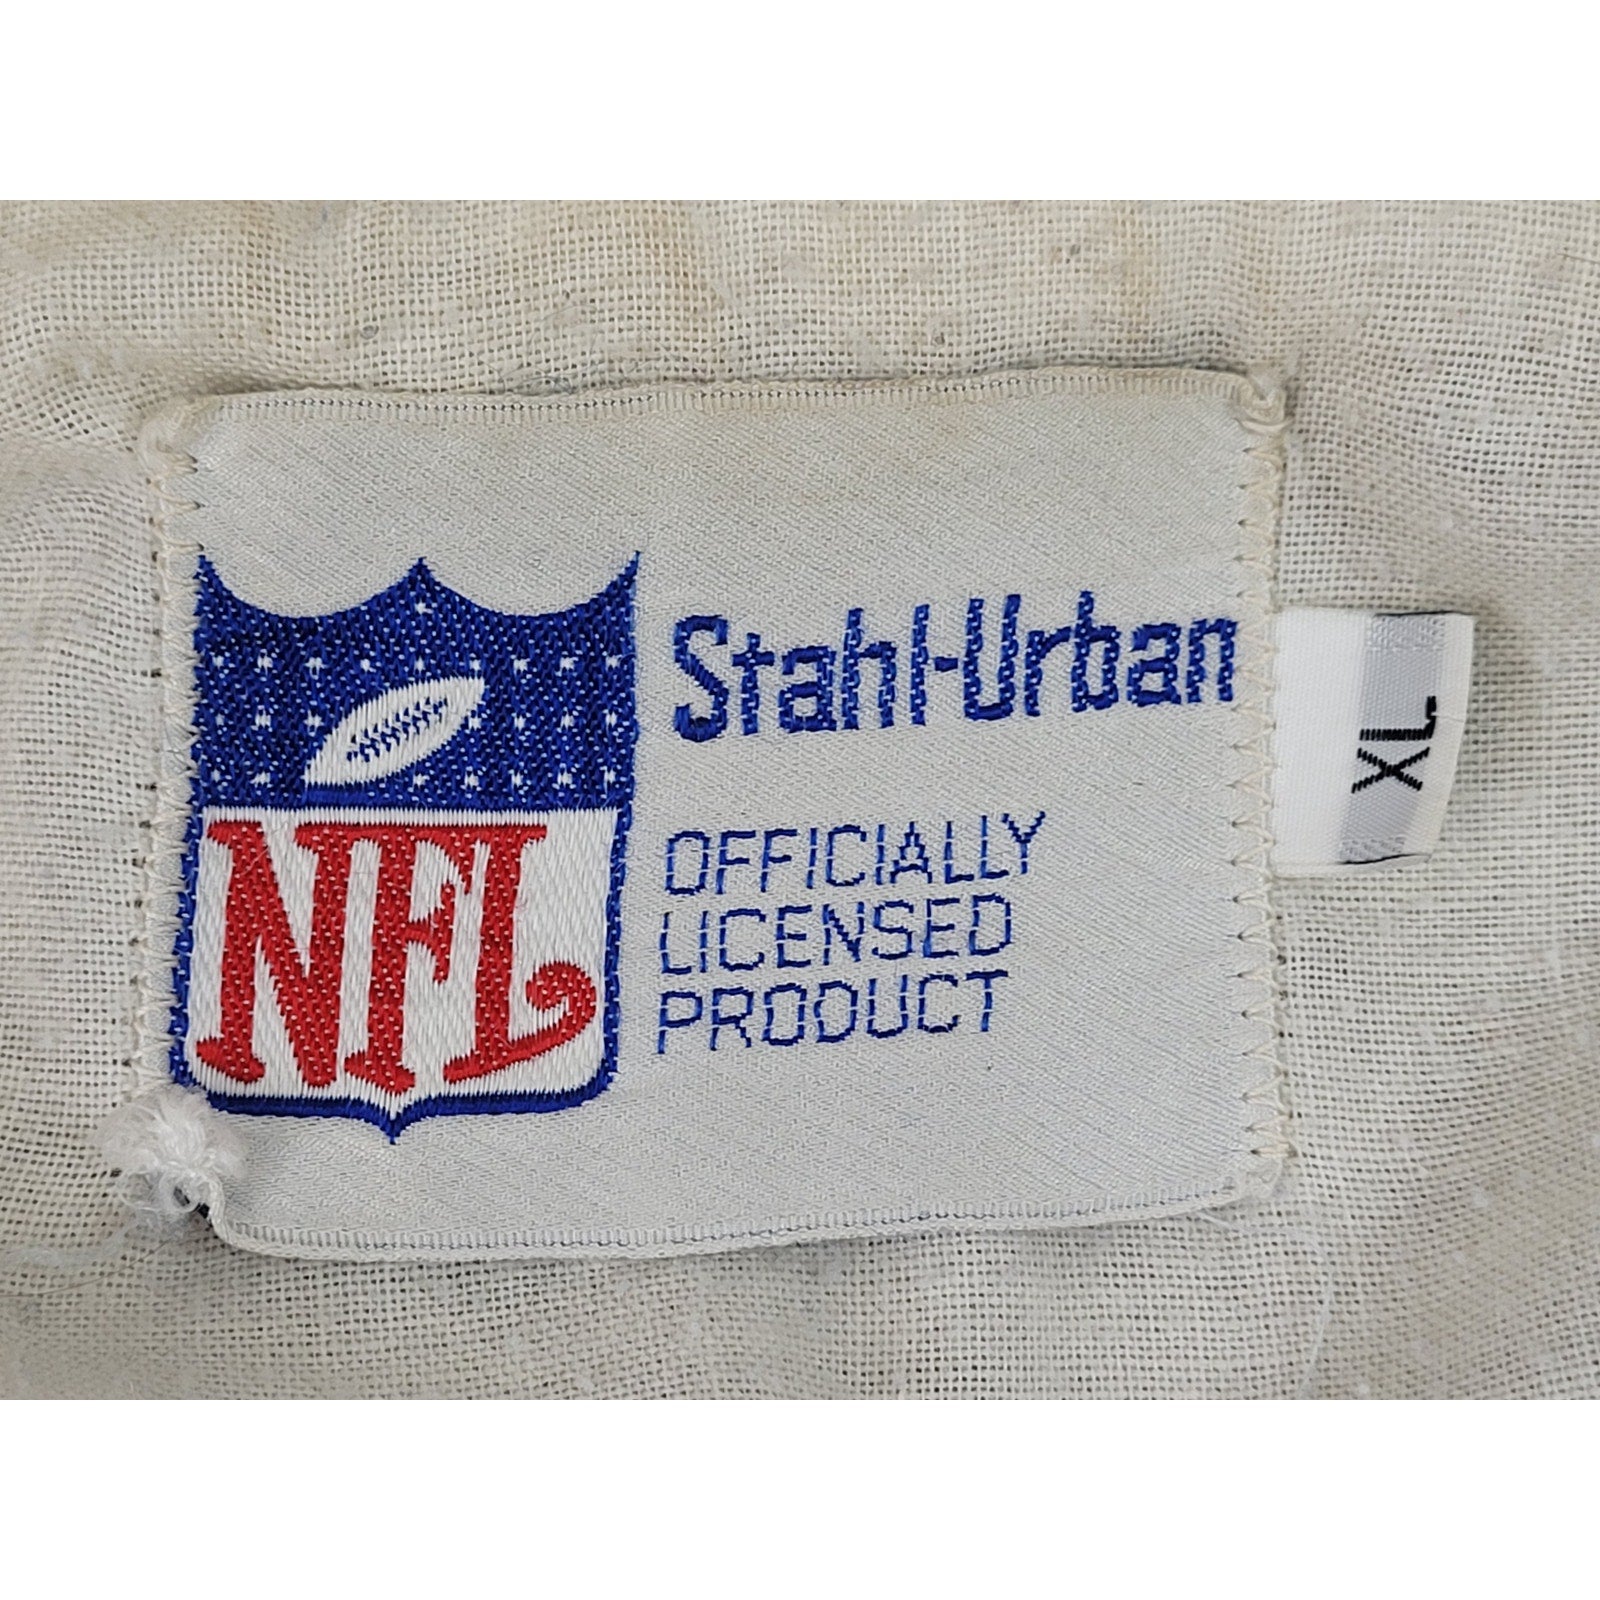 Stahl-Urban
NFL
OFFICIALLY
LICENSED
PRODUCT
XL